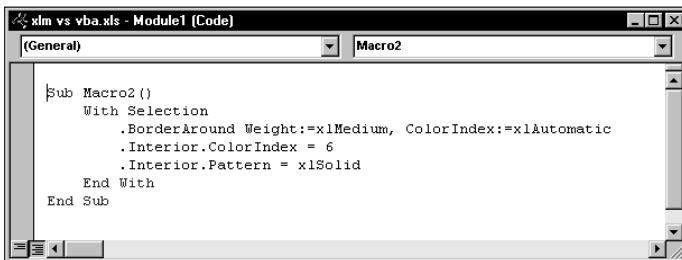 xlm vs vba.xls - Module1 (Code)
(General) Macro2
Sub Macro2()
    With Selection
        .BorderAround Weight:=xlMedium, ColorIndex:=xlAutomatic
        .Interior.ColorIndex = 6
        .Interior.Pattern = xlSolid
    End With
End Sub